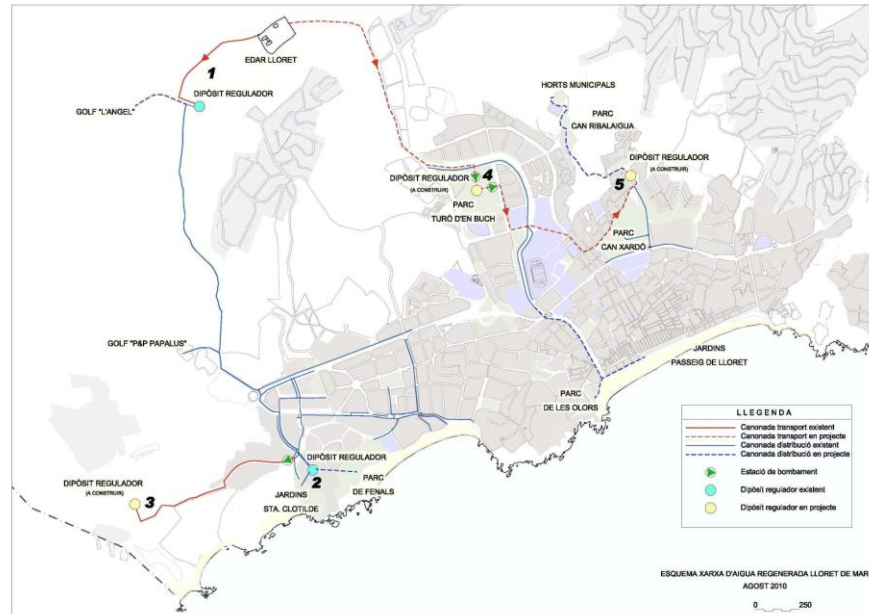 EDAR LLORET
1
DIPÒSIT REGULADOR
GOLF "L'ANGEL"
HORTS MUNICIPALS
PARC
CAN RIBALAIGUA
DIPÒSIT REGULADOR
(A CONSTRUIR)
5
DIPÒSIT REGULADOR
(A CONSTRUIR)
4
PARC
TURÓ D'EN BUCH
PARC
CAN XARDÓ
GOLF "P&P PAPALUS"
JARDINS
PASSEIG DE LLORET
PARC
DE LES OLORS
DIPÒSIT REGULADOR
2
PARC
DE FENALS
JARDINS
STA. CLOTILDE
DIPÒSIT REGULADOR
(A CONSTRUIR)
3
LLEGENDA
Canonada transport existent
Canonada transport en projecte
Canonada distribució existent
Canonada distribució en projecte
Estació de bombament
Dipòsit regulador existent
Dipòsit regulador en projecte
ESQUEMA XARXA D'AIGUA REGENERADA LLORET DE MAR
AGOST 2010
0 250